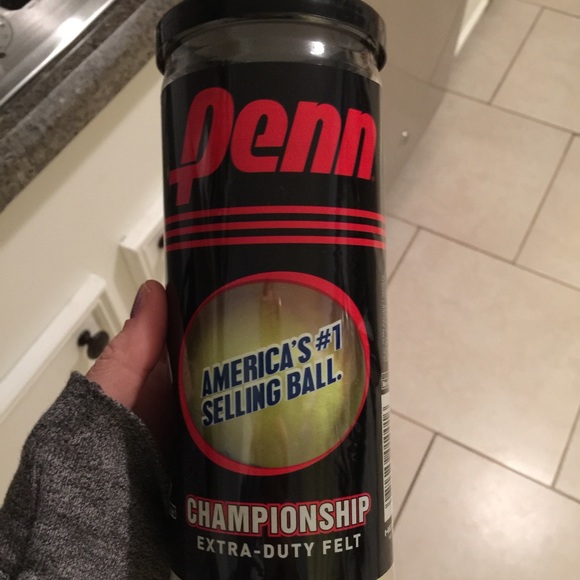 Penn
AMERICA'S #1
SELLING BALL.
CHAMPIONSHIP
EXTRA-DUTY FELT